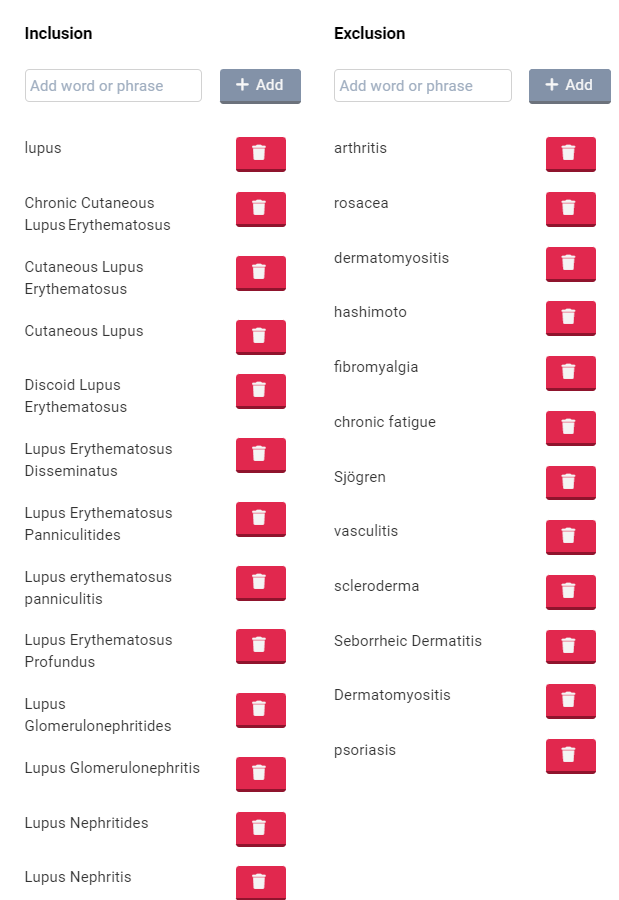 Inclusion
Add word or phrase
+ Add
lupus
Chronic Cutaneous
Lupus Erythematosus
Cutaneous Lupus
Erythematosus
Cutaneous Lupus
Discoid Lupus
Erythematosus
Lupus Erythematosus
Disseminatus
Lupus Erythematosus
Panniculitides
Lupus erythematosus
panniculitis
Lupus Erythematosus
Profundus
Lupus
Glomerulonephritides
Lupus Glomerulonephritis
Lupus Nephritides
Lupus Nephritis
Exclusion
Add word or phrase
+ Add
arthritis
rosacea
dermatomyositis
hashimoto
fibromyalgia
chronic fatigue
Sjögren
vasculitis
scleroderma
Seborrheic Dermatitis
Dermatomyositis
psoriasis